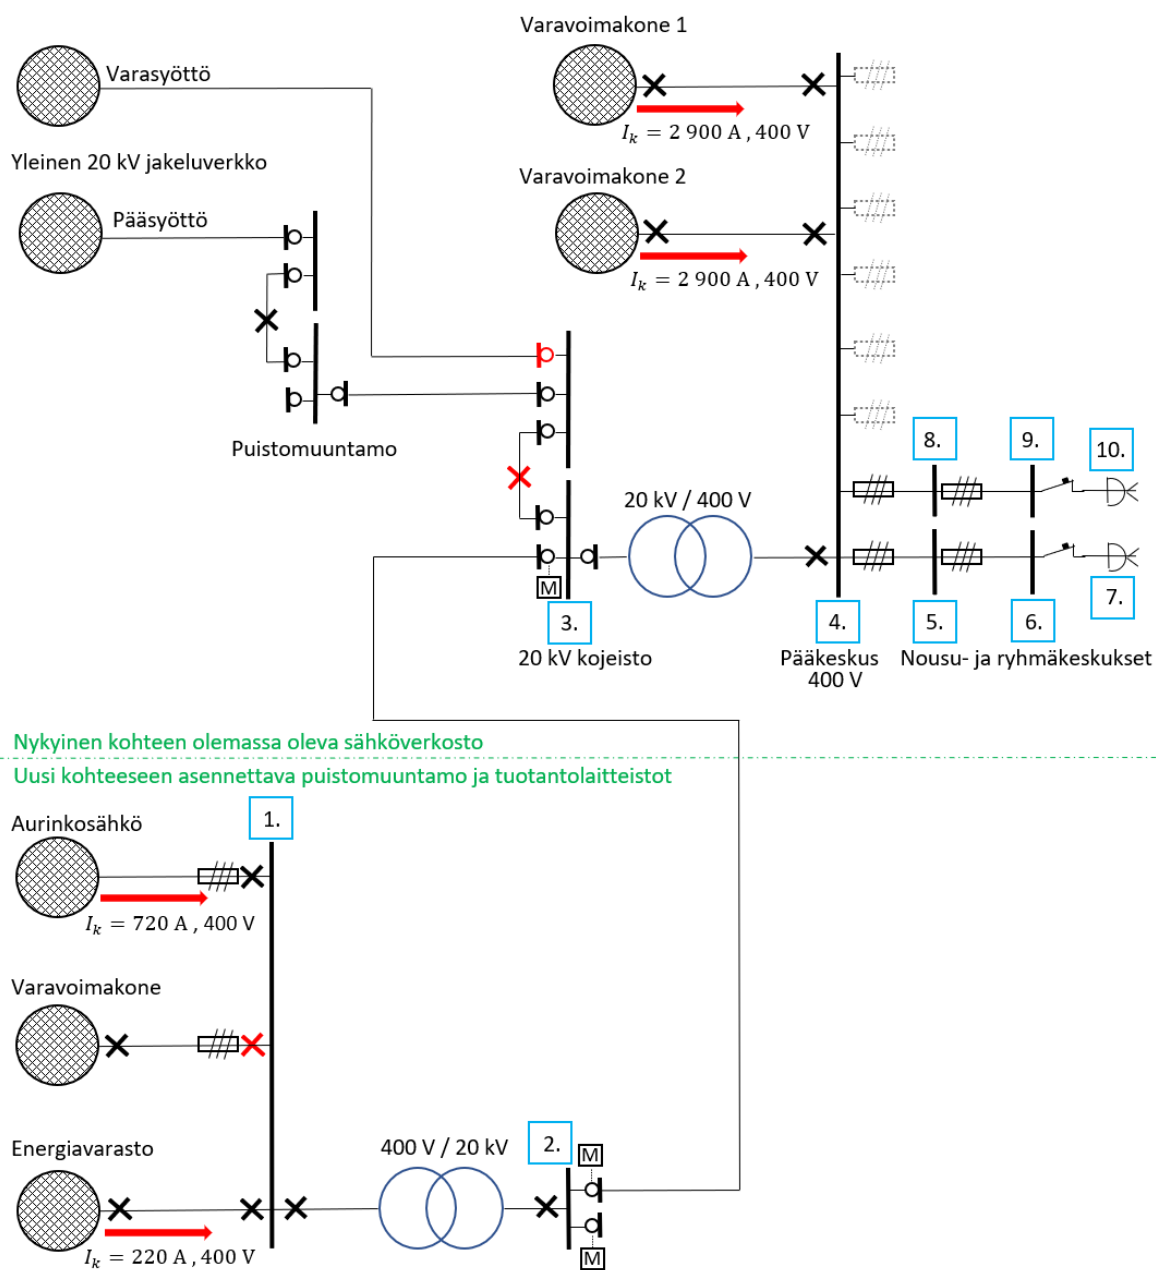 Varavoimakone 1
Varasyöttö
I_k = 2 900 A , 400 V
Yleinen 20 kV jakeluverkko
Varavoimakone 2
Pääsyöttö
I_k = 2 900 A , 400 V
Puistomuuntamo
8.
9.
10.
20 kV / 400 V
M
3.
4.
5.
6.
7.
20 kV kojeisto
Pääkeskus
400 V
Nousu- ja ryhmäkeskukset
Nykyinen kohteen olemassa oleva sähköverkosto
Uusi kohteeseen asennettava puistomuuntamo ja tuotantolaitteistot
Aurinkosähkö
1.
I_k = 720 A , 400 V
Varavoimakone
Energiavarasto
400 V / 20 kV
2.
M
I_k = 220 A , 400 V
M